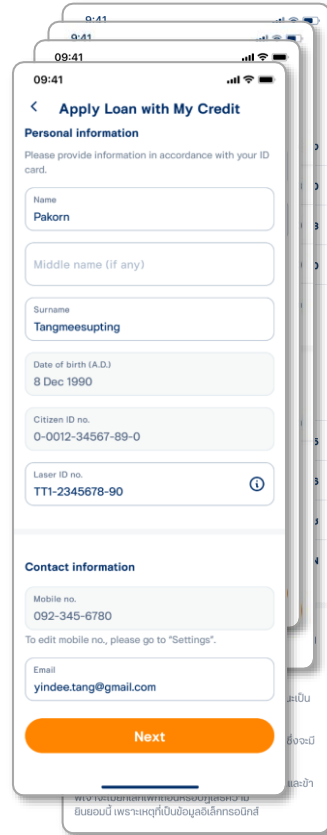 9:41
9:41
09:41
09:41
Apply Loan with My Credit
Personal information
Please provide information in accordance with your ID
card.
Name
Pakorn
Middle name (if any)
Surname
Tangmeesupting
Date of birth (A.D.)
8 Dec 1990
Citizen ID no.
0-0012-34567-89-0
Laser ID no.
TT1-2345678-90
Contact information
Mobile no.
092-345-6780
To edit mobile no., please go to "Settings".
Email
yindee.tang@gmail.com
Next
ยินยอมนี้ เพราะเหตุที่เป็นข้อมูลอิเล็กทรอนิกส์